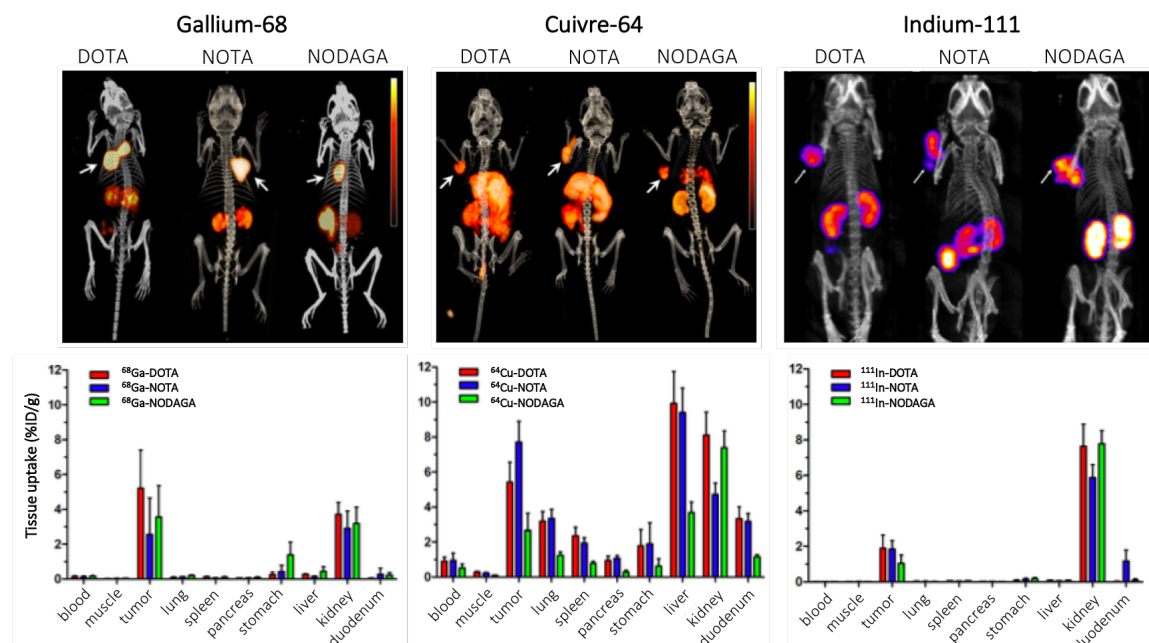 Gallium-68
DOTA NOTA NODAGA
Cuivre-64
DOTA NOTA NODAGA
Indium-111
DOTA NOTA NODAGA
Tissue uptake (%ID/g)
12
10
8
6
4
2
0
⁶⁸Ga-DOTA
⁶⁸Ga-NOTA
⁶⁸Ga-NODAGA
blood muscle tumor lung spleen pancreas stomach liver kidney duodenum
12
10
8
6
4
2
0
⁶⁴Cu-DOTA
⁶⁴Cu-NOTA
⁶⁴Cu-NODAGA
blood muscle tumor lung spleen pancreas stomach liver kidney duodenum
12
10
8
6
4
2
0
¹¹¹In-DOTA
¹¹¹In-NOTA
¹¹¹In-NODAGA
blood muscle tumor lung spleen pancreas stomach liver kidney duodenum